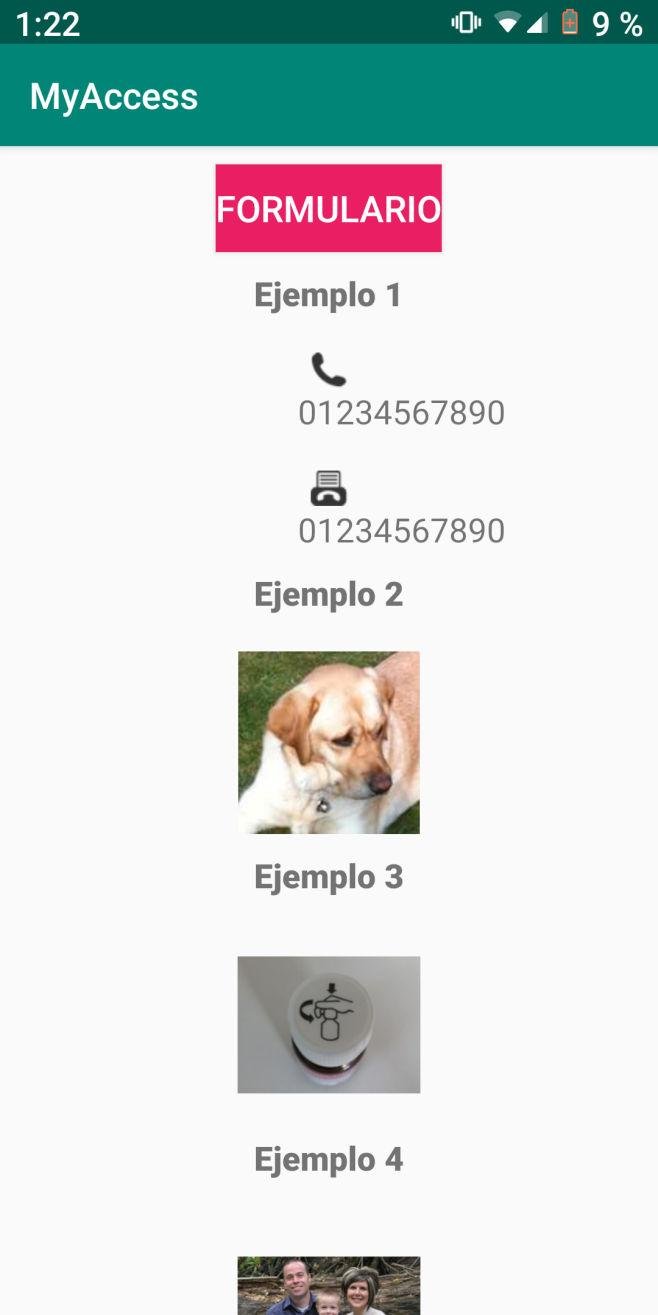 1:22
9 %
MyAccess
FORMULARIO
Ejemplo 1
01234567890
01234567890
Ejemplo 2
Ejemplo 3
Ejemplo 4